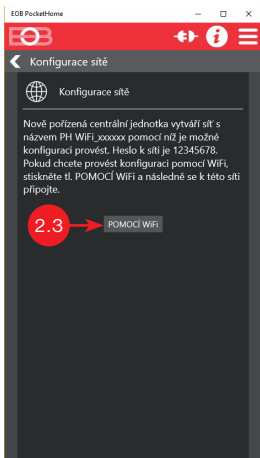 EOB PocketHome
EOB
Konfigurace sítě
Konfigurace sítě
Nově pořízená centrální jednotka vytváří síť s
názvem PH WiFi_xxxxxx pomocí níž je možné
konfiguraci provést. Heslo k síti je 12345678.
Pokud chcete provést konfiguraci pomocí WiFi,
stiskněte tl. POMOCÍ WiFi a následně se k této síti
připojte.
2.3
POMOCÍ WiFi